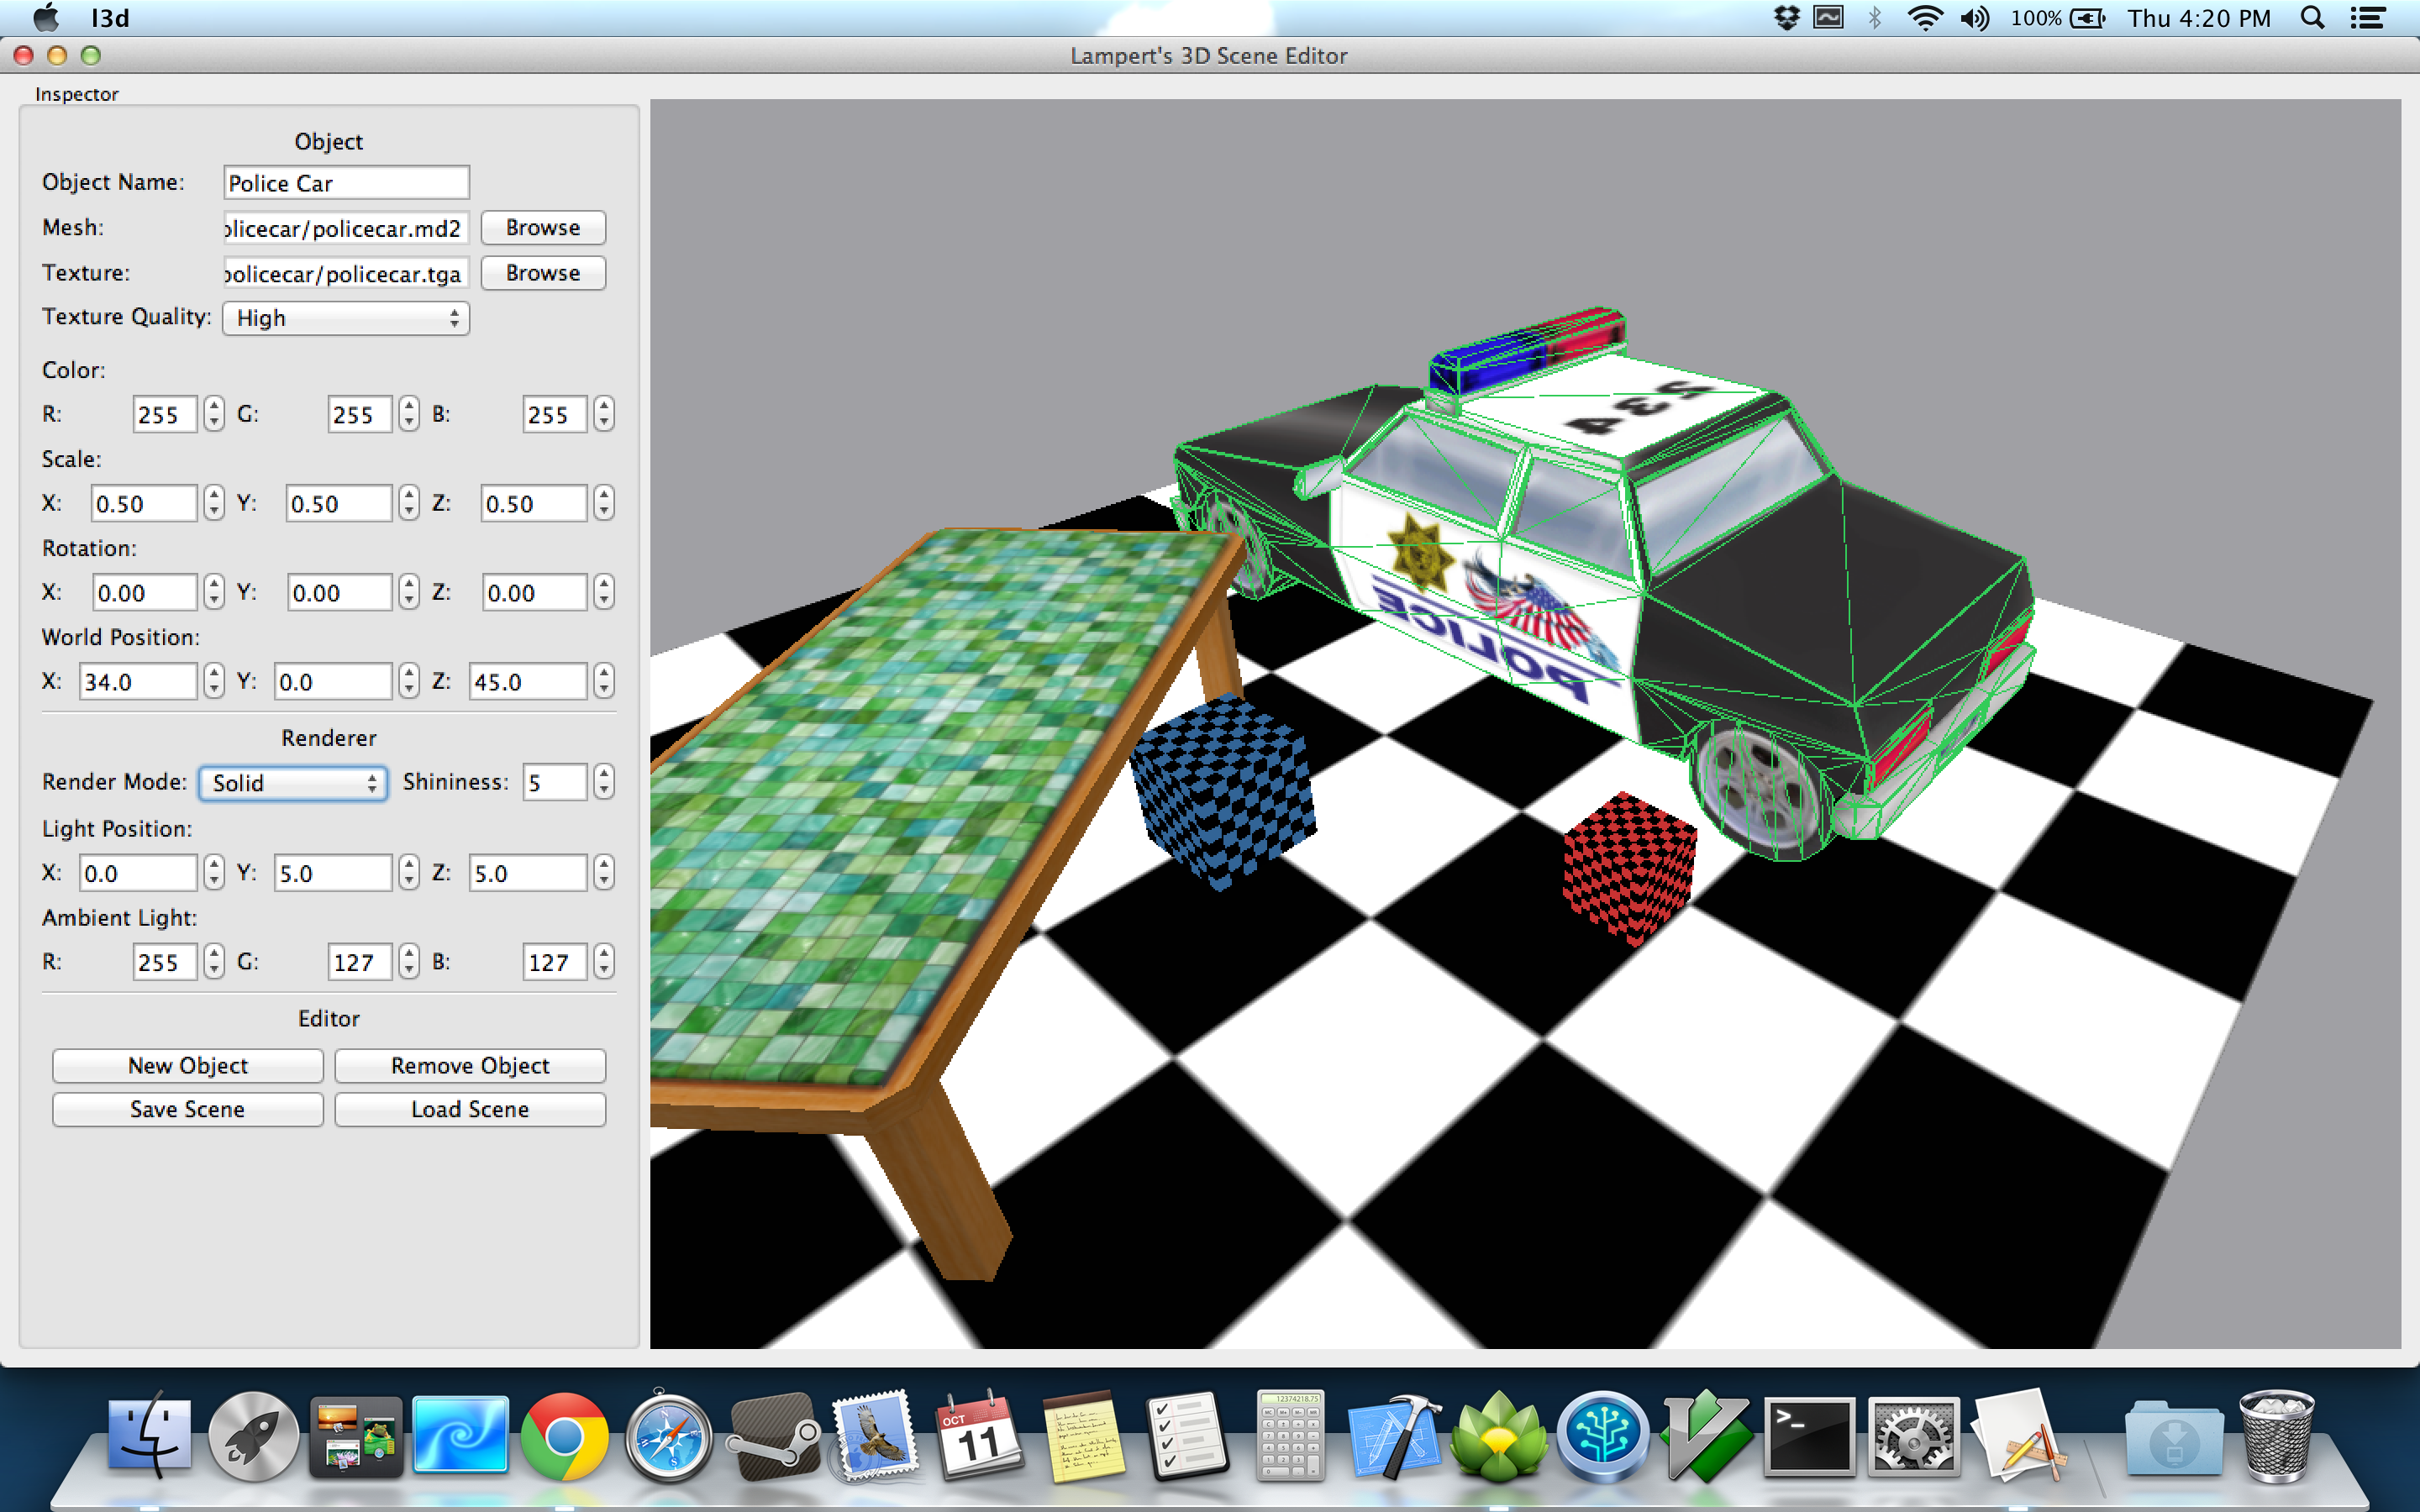 l3d
100%
Thu 4:20 PM
Lampert's 3D Scene Editor
Inspector
Object
Object Name: Police Car
Mesh: olicecar/policecar.md2 Browse
Texture: policecar/policecar.tga Browse
Texture Quality: High
Color:
R: 255 G: 255 B: 255
Scale:
X: 0.50 Y: 0.50 Z: 0.50
Rotation:
X: 0.00 Y: 0.00 Z: 0.00
World Position:
X: 34.0 Y: 0.0 Z: 45.0
Renderer
Render Mode: Solid Shininess: 5
Light Position:
X: 0.0 Y: 5.0 Z: 5.0
Ambient Light:
R: 255 G: 127 B: 127
Editor
New Object Remove Object
Save Scene Load Scene
POLICE
OCT
11
12374218.75
>_